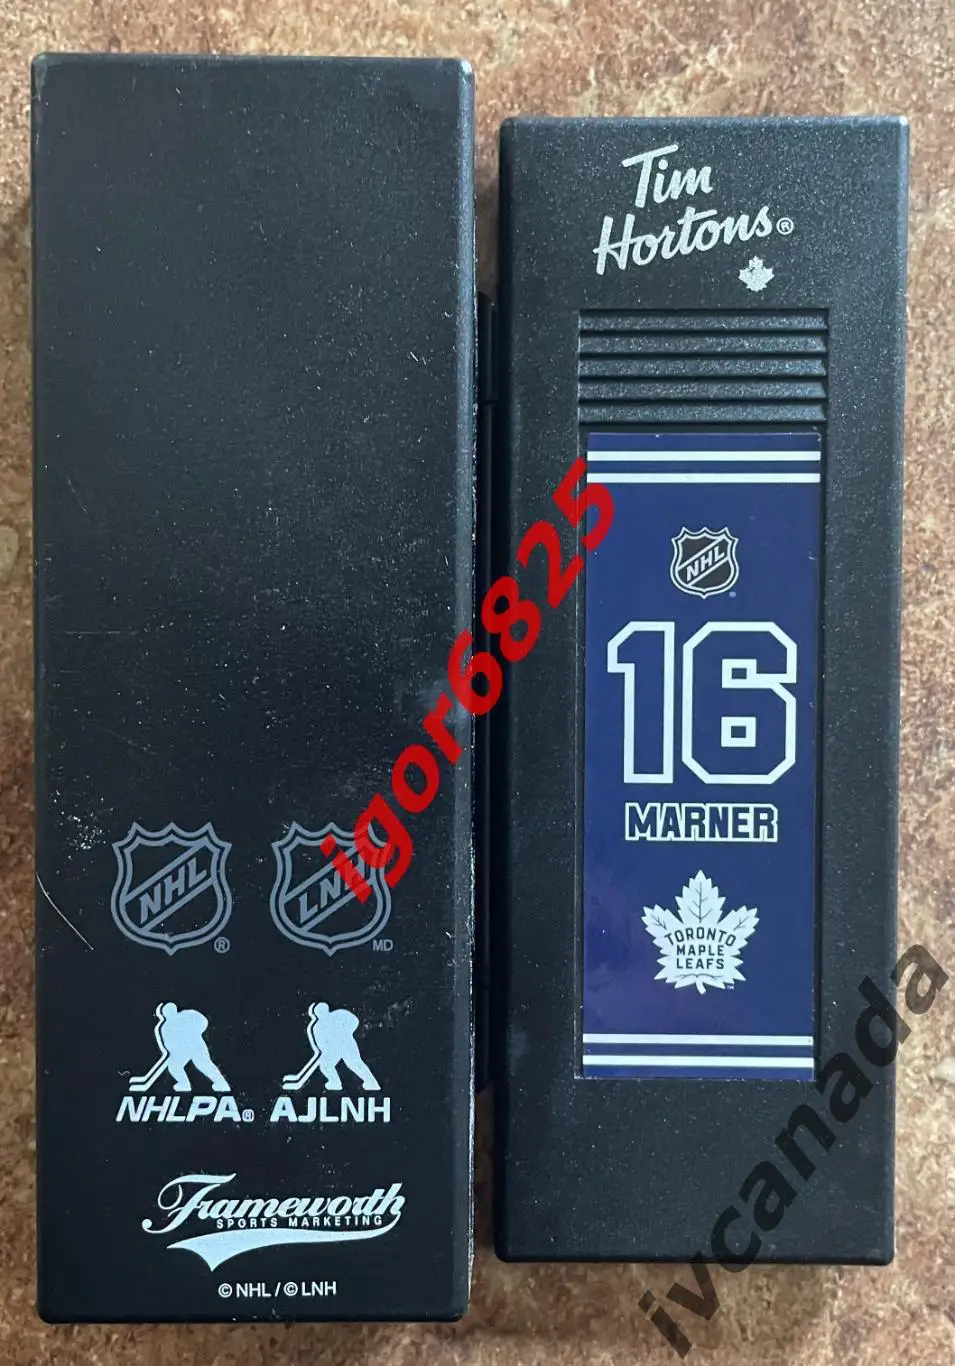 Tim
Hortons®
NHL
16
MARNER
TORONTO
MAPLE
LEAFS
™
NHL
®
LNH
MD
NHLPA® AJLNH
Frameworth
SPORTS MARKETING
© NHL / © LNH
igor6825
ivcanada